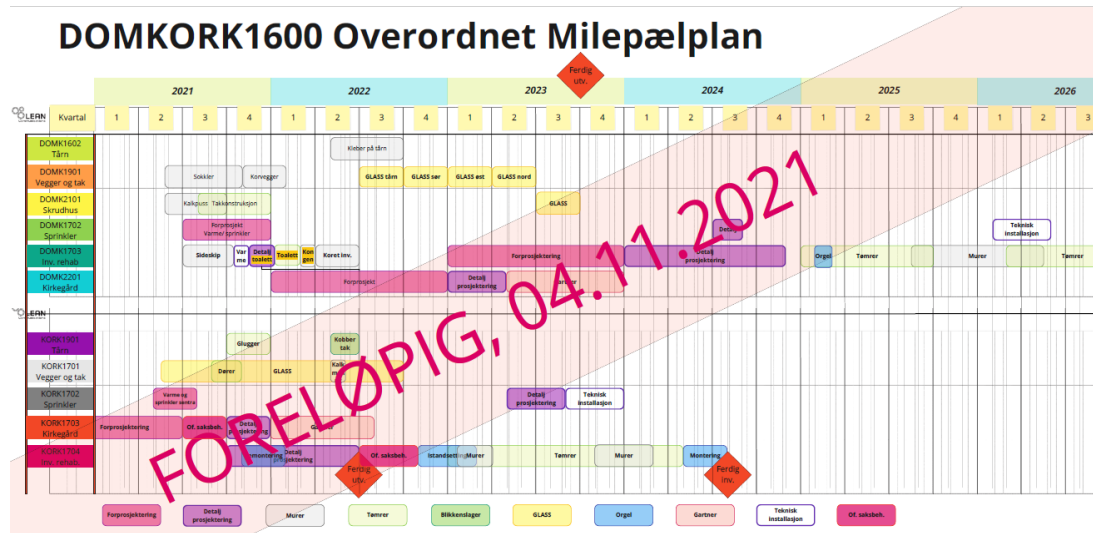 DOMKORK1600 Overordnet Milepælplan
Ferdig
utv.
2021 2022 2023 2024 2025 2026
LEAN Kvartal 1 2 3 4 1 2 3 4 1 2 3 4 1 2 3 4 1 2 3 4 1 2 3
DOMK1602
Tårn
Kleber på tårn
DOMK1901
Vegger og tak
Sokkler Korvegger GLASS tårn GLASS sør GLASS øst GLASS nord
DOMK2101
Skrudhus
Kalkpuss Takkonstruksjon GLASS
DOMK1702
Sprinkler
Forprosjekt
Varme/ sprinkler
Detalj
Teknisk
installasjon
DOMK1703
Inv. rehab
Sideskip
Var
me
Detalj
toalett
Toalett
Kon
gen
Koret inv.
Forprosjektering
Detalj
prosjektering
Orgel Tømrer Murer Tømrer
DOMK2201
Kirkegård
Forprosjekt
Detalj
prosjektering
LEAN
KORK1901
Tårn
Glugger
Kobber
tak
KORK1701
Vegger og tak
Dører GLASS
Kalk
KORK1702
Sprinkler
Varme og
sprinkler sentra
Detalj
prosjektering
Teknisk
installasjon
KORK1703
Kirkegård
Forprosjektering Of. saksbeh.
Detalj
prosjektering
KORK1704
Inv. rehab.
Detalj
prosjektering
Of. saksbeh. Murer Tømrer Murer Montering
Ferdig
utv.
Ferdig
inv.
FORELØPIG, 04.11.2021
Forprosjektering
Detalj
prosjektering
Murer Tømrer Blikkenslager GLASS Orgel Gartner
Teknisk
installasjon
Of. saksbeh.